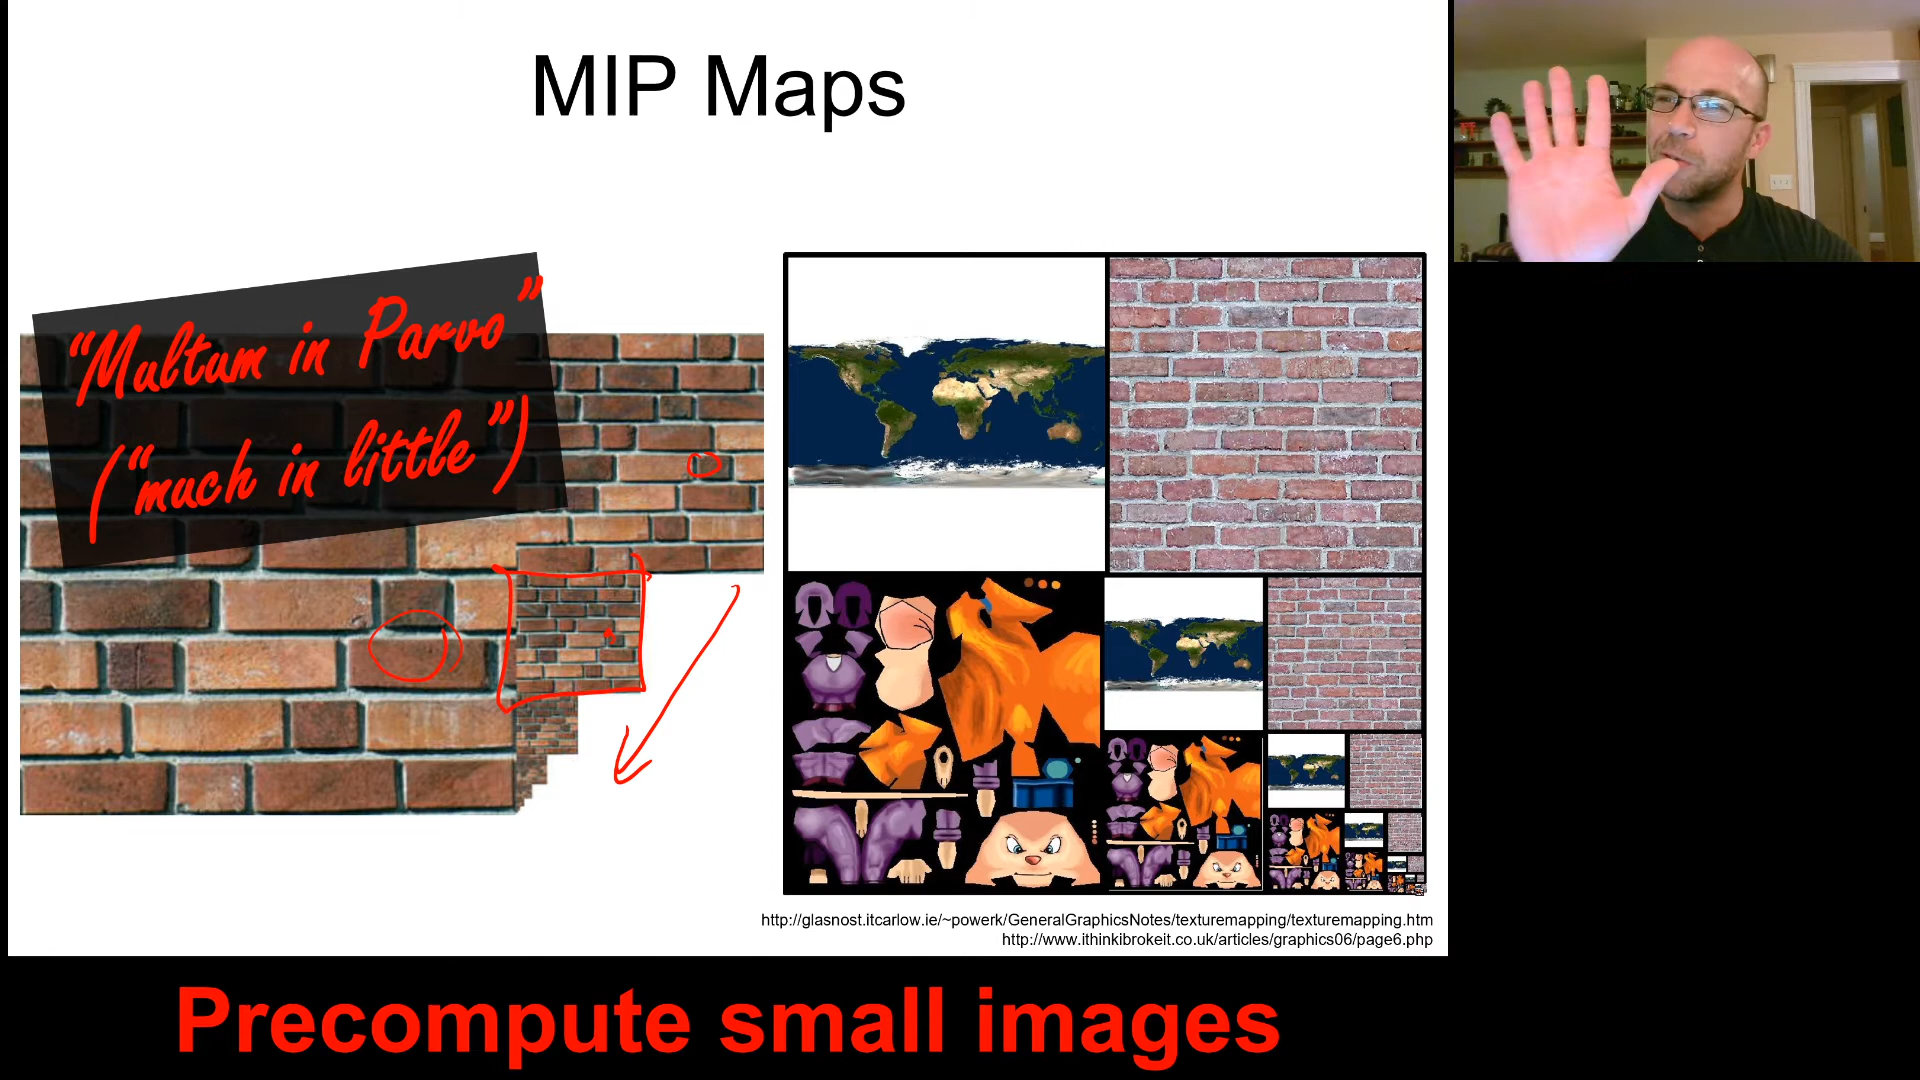 MIP Maps
“Multum in Parvo”
(“much in little”)
http://glasnost.itcarlow.ie/~powerk/GeneralGraphicsNotes/texturemapping/texturemapping.htm
http://www.ithinkibrokeit.co.uk/articles/graphics06/page6.php
Precompute small images